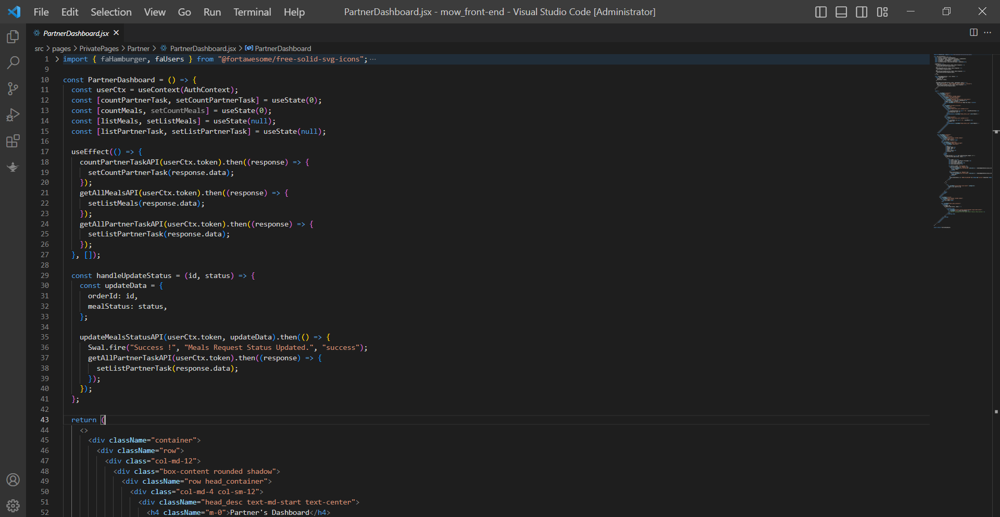 File Edit Selection View Go Run Terminal Help PartnerDashboard.jsx - mow_front-end - Visual Studio Code [Administrator]
PartnerDashboard.jsx
src > pages > PrivatePages > Partner > PartnerDashboard.jsx > PartnerDashboard
1 import { faHamburger, faUsers } from "@fortawesome/free-solid-svg-icons"; ...
9
10 const PartnerDashboard = () => {
11 const userCtx = useContext(AuthContext);
12 const [countPartnerTask, setCountPartnerTask] = useState(0);
13 const [countMeals, setCountMeals] = useState(0);
14 const [listMeals, setListMeals] = useState(null);
15 const [listPartnerTask, setListPartnerTask] = useState(null);
16
17 useEffect(() => {
18 countPartnerTaskAPI(userCtx.token).then((response) => {
19 setCountPartnerTask(response.data);
20 });
21 getAllMealsAPI(userCtx.token).then((response) => {
22 setListMeals(response.data);
23 });
24 getAllPartnerTaskAPI(userCtx.token).then((response) => {
25 setListPartnerTask(response.data);
26 });
27 }, []);
28
29 const handleUpdateStatus = (id, status) => {
30 const updateData = {
31 orderId: id,
32 mealStatus: status,
33 };
34
35 updateMealsStatusAPI(userCtx.token, updateData).then(() => {
36 Swal.fire("Success !", "Meals Request Status Updated.", "success");
37 getAllPartnerTaskAPI(userCtx.token).then((response) => {
38 setListPartnerTask(response.data);
39 });
40 });
41 };
42
43 return (
44 <>
45 <div className="container">
46 <div className="row">
47 <div class="col-md-12">
48 <div class="box-content rounded shadow">
49 <div className="row head_container">
50 <div class="col-md-4 col-sm-12">
51 <div className="head_desc text-md-start text-center">
52 <h4 className="m-0">Partner's Dashboard</h4>